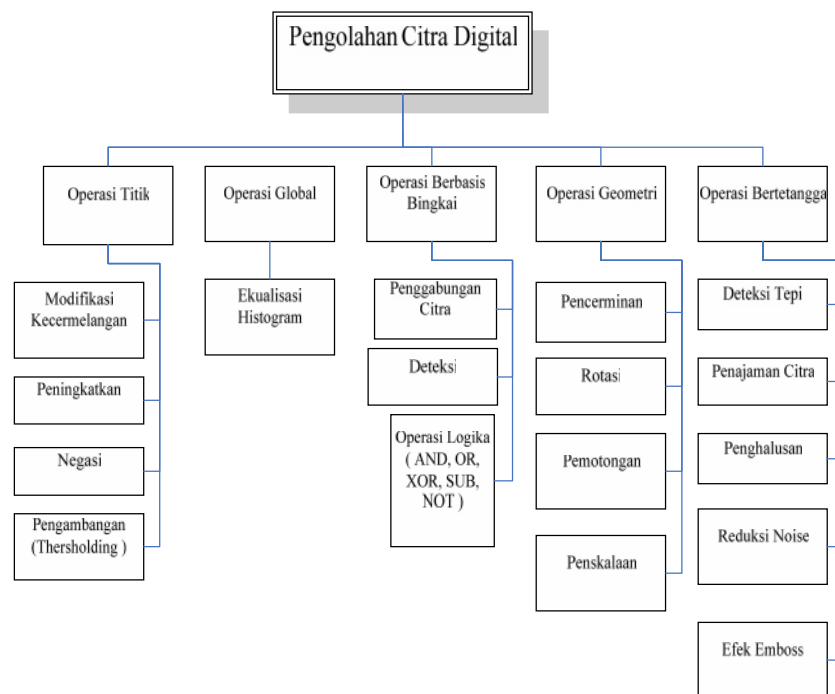 Pengolahan Citra Digital
Operasi Titik
Operasi Global
Operasi Berbasis
Bingkai
Operasi Geometri
Operasi Bertetangga
Modifikasi
Kecermelangan
Peningkatkan
Negasi
Pengambangan
(Thersholding )
Ekualisasi
Histogram
Penggabungan
Citra
Deteksi
Operasi Logika
( AND, OR,
XOR, SUB,
NOT )
Pencerminan
Rotasi
Pemotongan
Penskalaan
Deteksi Tepi
Penajaman Citra
Penghalusan
Reduksi Noise
Efek Emboss